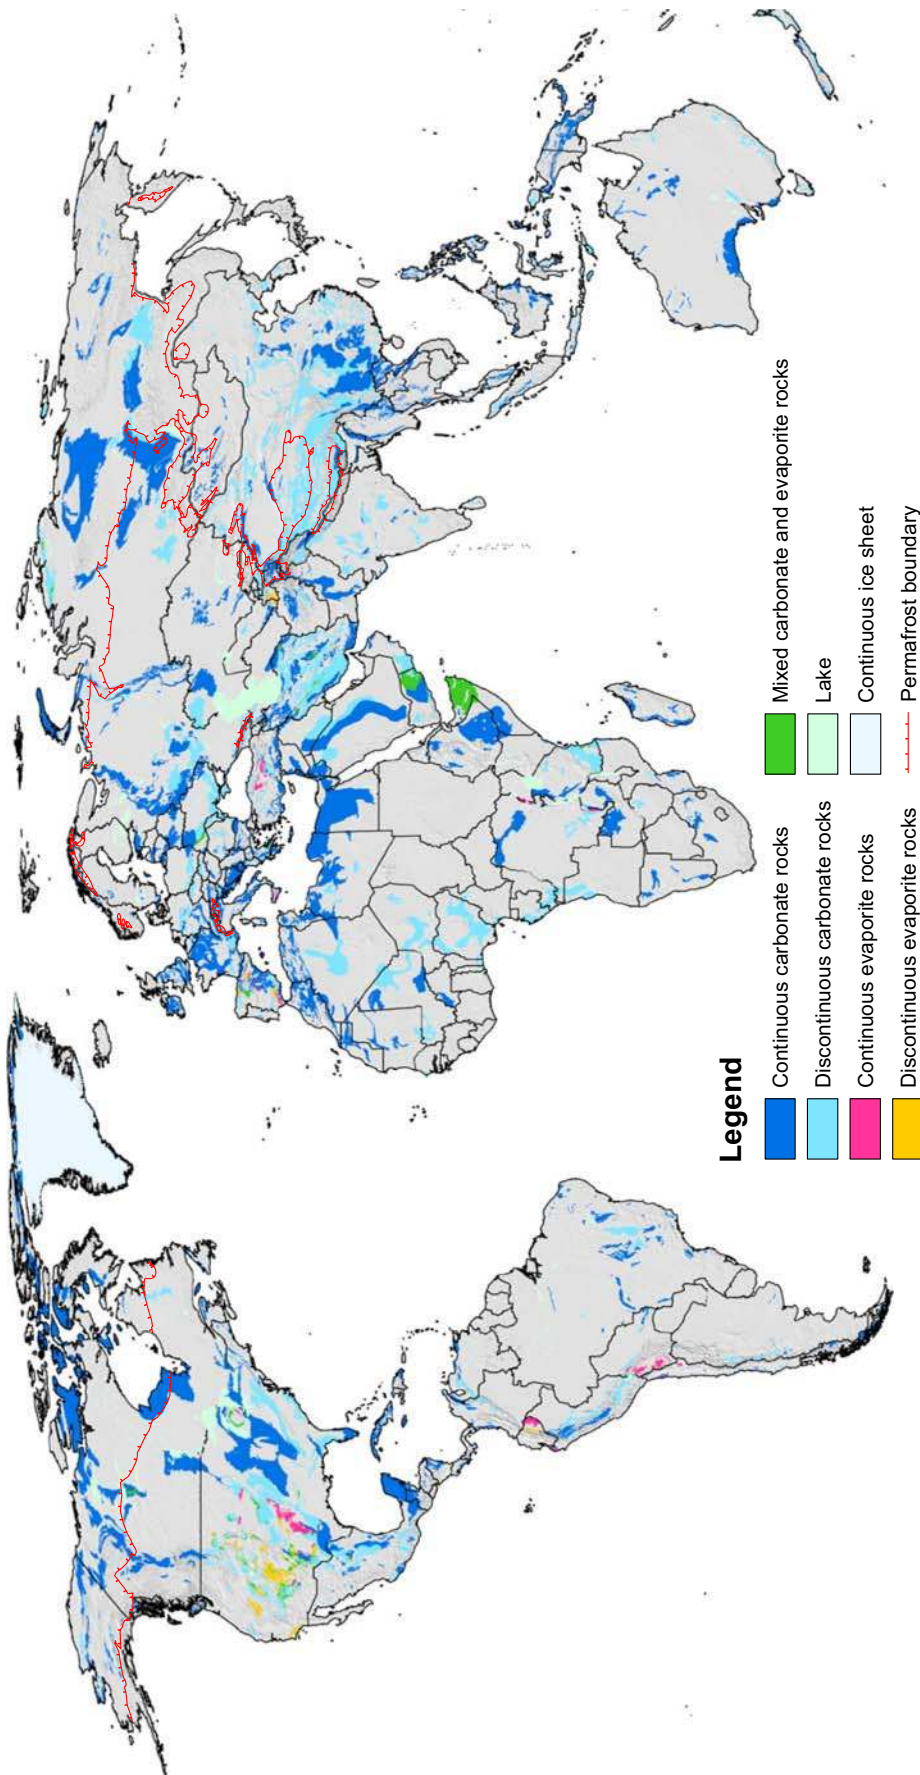 Legend
Continuous carbonate rocks
Discontinuous carbonate rocks
Continuous evaporite rocks
Discontinuous evaporite rocks
Mixed carbonate and evaporite rocks
Lake
Continuous ice sheet
Permafrost boundary